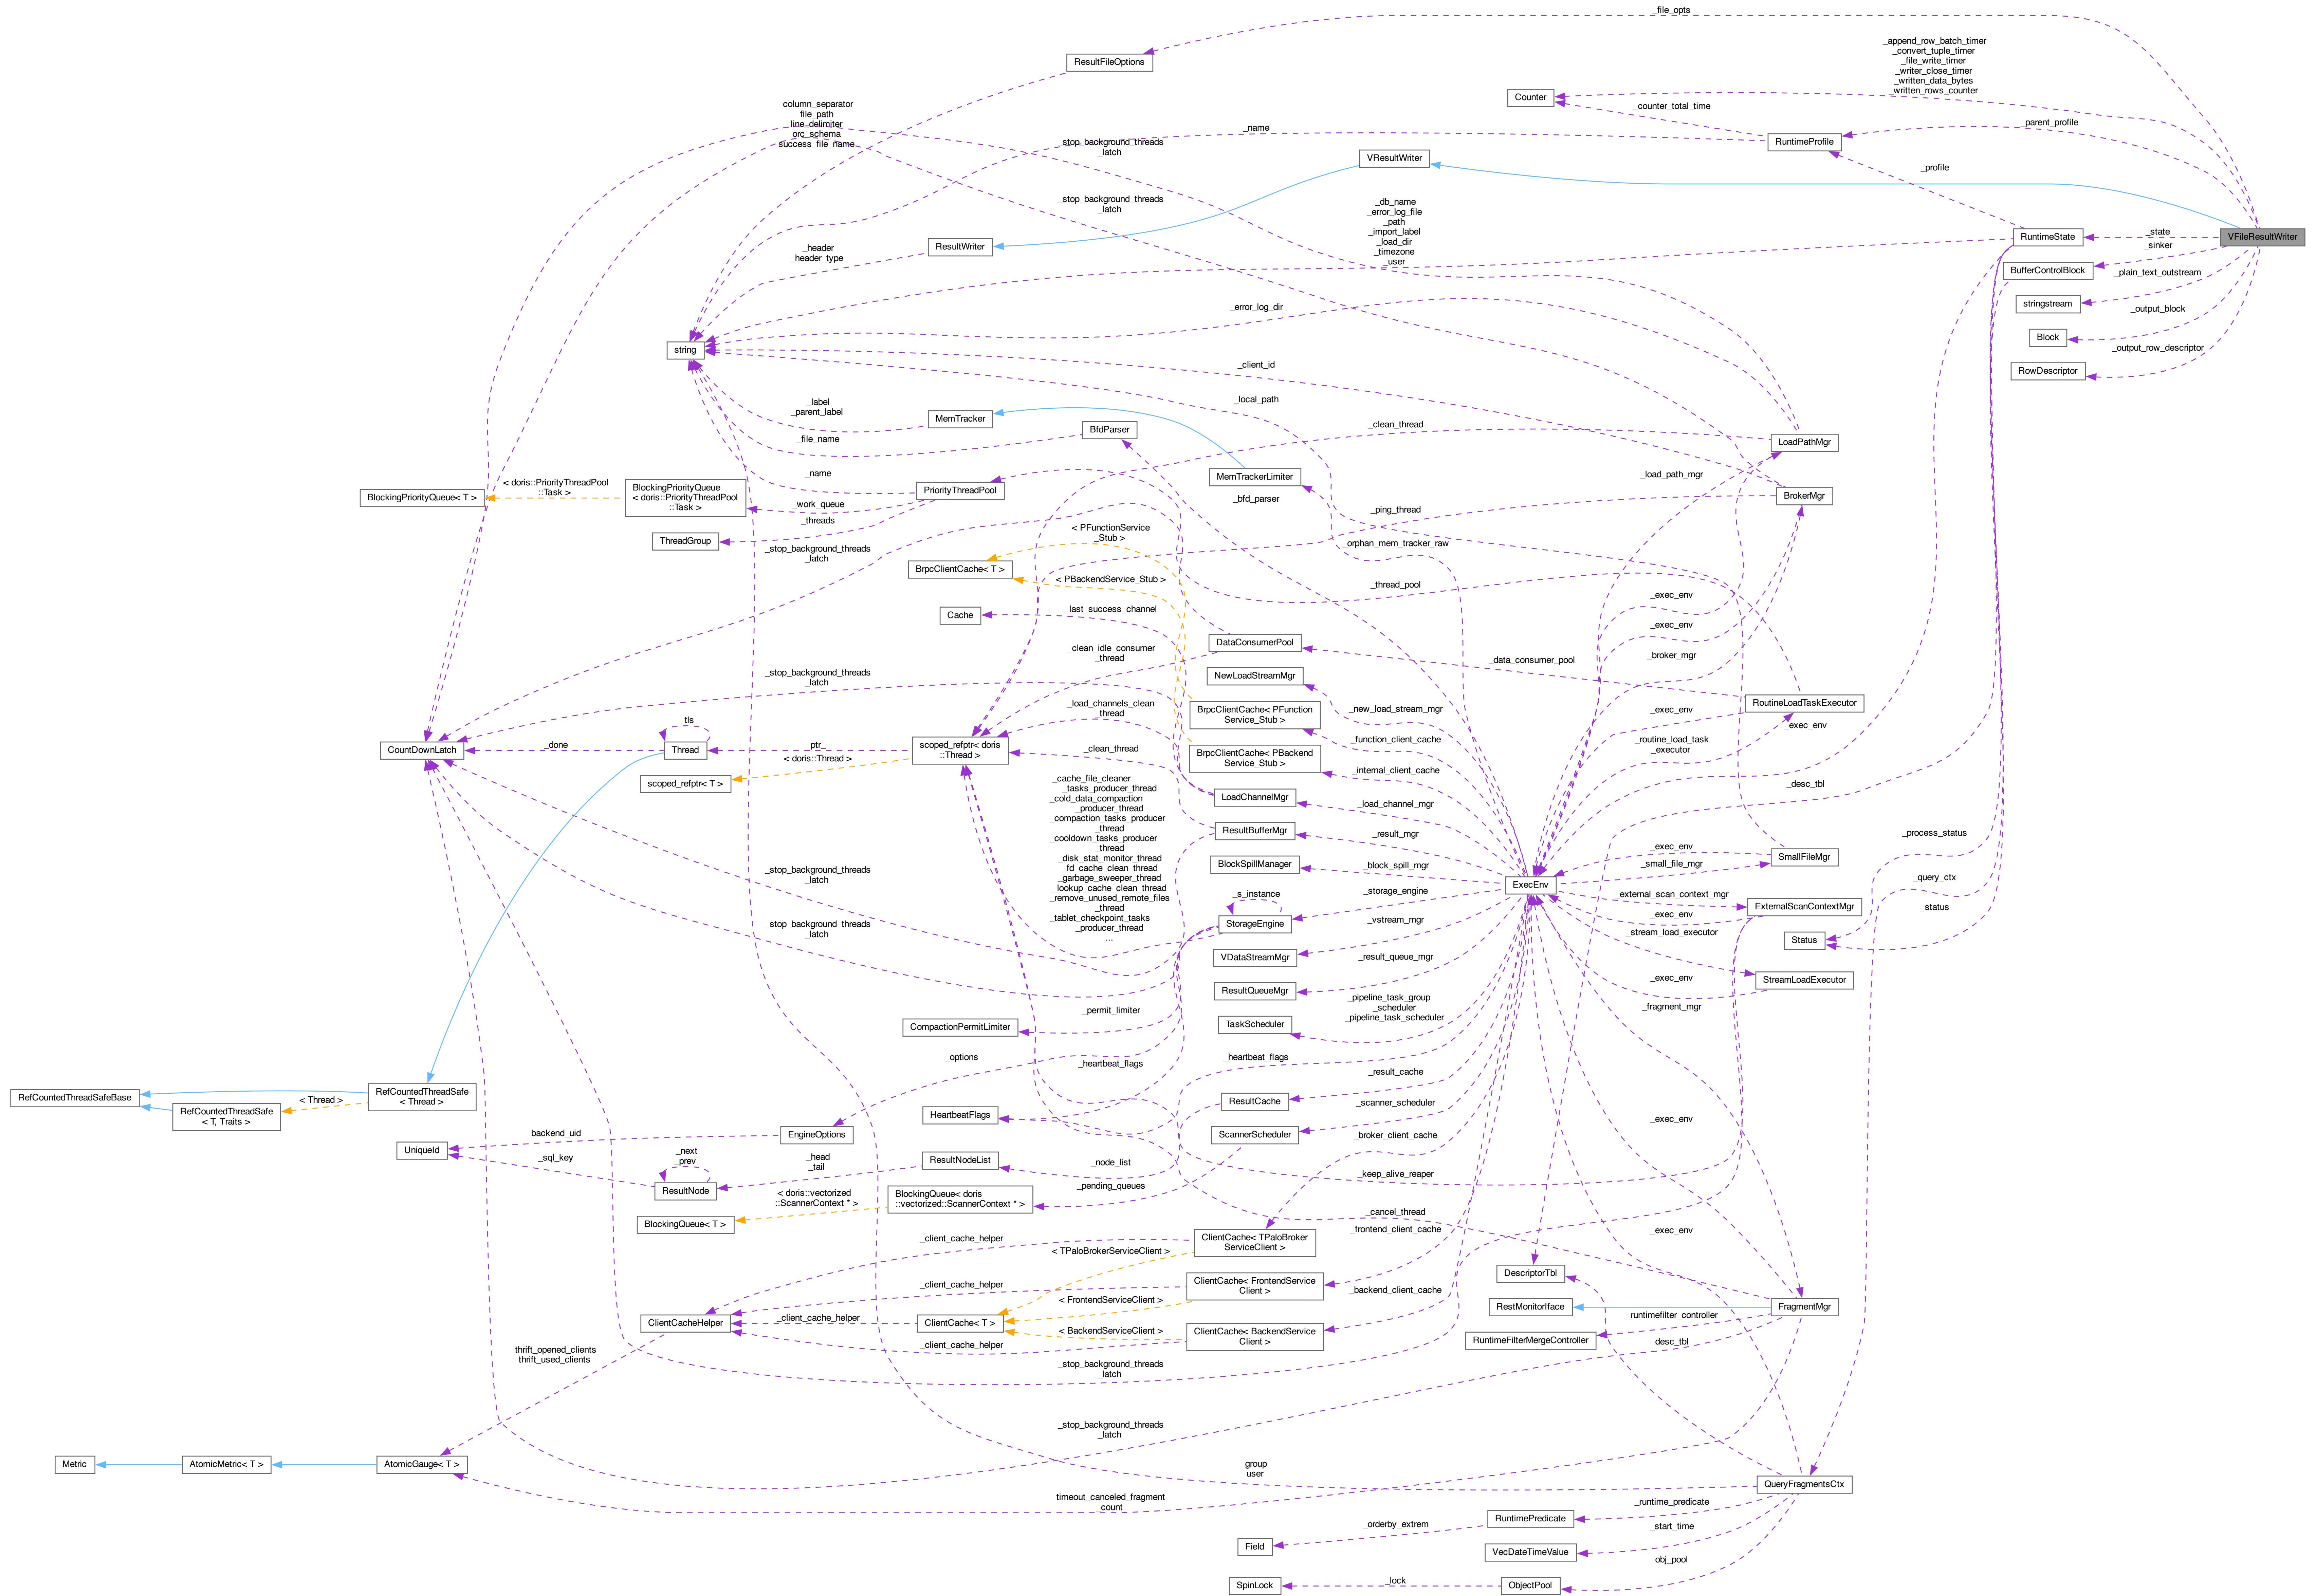 _file_opts
ResultFileOptions
_append_row_batch_timer
_convert_tuple_timer
_file_write_timer
_writer_close_timer
_written_data_bytes
_written_rows_counter
Counter
_counter_total_time
_parent_profile
RuntimeProfile
column_separator
file_path
line_delimiter
orc_schema
success_file_name
_name
_stop_background_threads
_latch
VResultWriter
_profile
_stop_background_threads
_latch
_db_name
_error_log_file
_path
_import_label
_load_dir
_timezone
_user
_header
_header_type
ResultWriter
RuntimeState
_state
VFileResultWriter
_sinker
BufferControlBlock
_plain_text_outstream
stringstream
_output_block
Block
_output_row_descriptor
RowDescriptor
_error_log_dir
string
_client_id
_local_path
_label
_parent_label
MemTracker
_file_name
BfdParser
_clean_thread
LoadPathMgr
MemTrackerLimiter
_load_path_mgr
_bfd_parser
BrokerMgr
BlockingPriorityQueue< T >
< doris::PriorityThreadPool
::Task >
BlockingPriorityQueue
< doris::PriorityThreadPool
::Task >
_name
_work_queue
_threads
PriorityThreadPool
ThreadGroup
_ping_thread
_orphan_mem_tracker_raw
< PFunctionService
_Stub >
_stop_background_threads
_latch
BrpcClientCache< T >
< PBackendService_Stub >
_thread_pool
_exec_env
Cache
_last_success_channel
_exec_env
DataConsumerPool
_clean_idle_consumer
_thread
_data_consumer_pool
_broker_mgr
NewLoadStreamMgr
_stop_background_threads
_latch
RoutineLoadTaskExecutor
_load_channels_clean
_thread
BrpcClientCache< PFunction
Service_Stub >
_new_load_stream_mgr
_exec_env
_exec_env
_tls
_function_client_cache
_routine_load_task
_executor
CountDownLatch
_done
Thread
ptr_
scoped_refptr< doris
::Thread >
_clean_thread
BrpcClientCache< PBackend
Service_Stub >
_internal_client_cache
< doris::Thread >
scoped_refptr< T >
_cache_file_cleaner
_tasks_producer_thread
_cold_data_compaction
_producer_thread
_compaction_tasks_producer
_thread
_cooldown_tasks_producer
_thread
_disk_stat_monitor_thread
_fd_cache_clean_thread
_garbage_sweeper_thread
_lookup_cache_clean_thread
_remove_unused_remote_files
_thread
_tablet_checkpoint_tasks
_producer_thread
...
LoadChannelMgr
_load_channel_mgr
_desc_tbl
ResultBufferMgr
_result_mgr
_process_status
_exec_env
SmallFileMgr
_small_file_mgr
BlockSpillManager
_block_spill_mgr
_stop_background_threads
_latch
ExecEnv
_query_ctx
_s_instance
_storage_engine
_external_scan_context_mgr
ExternalScanContextMgr
_exec_env
_status
StorageEngine
_vstream_mgr
_stop_background_threads
_latch
_stream_load_executor
Status
VDataStreamMgr
_result_queue_mgr
_exec_env
StreamLoadExecutor
ResultQueueMgr
_fragment_mgr
_permit_limiter
CompactionPermitLimiter
TaskScheduler
_pipeline_task_group
_scheduler
_pipeline_task_scheduler
_options
_heartbeat_flags
_heartbeat_flags
_result_cache
RefCountedThreadSafeBase
RefCountedThreadSafe
< Thread >
< Thread >
RefCountedThreadSafe
< T, Traits >
HeartbeatFlags
ResultCache
_scanner_scheduler
_exec_env
backend_uid
EngineOptions
ScannerScheduler
_broker_client_cache
UniqueId
_sql_key
_next
_prev
ResultNode
_head
_tail
ResultNodeList
_node_list
_keep_alive_reaper
_pending_queues
< doris::vectorized
::ScannerContext * >
BlockingQueue< doris
::vectorized::ScannerContext * >
BlockingQueue< T >
_cancel_thread
_frontend_client_cache
_exec_env
_client_cache_helper
< TPaloBrokerServiceClient >
ClientCache< TPaloBroker
ServiceClient >
DescriptorTbl
_client_cache_helper
ClientCache< FrontendService
Client >
_backend_client_cache
< FrontendServiceClient >
RestMonitorIface
FragmentMgr
_runtimefilter_controller
ClientCacheHelper
_client_cache_helper
ClientCache< T >
< BackendServiceClient >
ClientCache< BackendService
Client >
_client_cache_helper
RuntimeFilterMergeController
desc_tbl
thrift_opened_clients
thrift_used_clients
_stop_background_threads
_latch
_stop_background_threads
_latch
Metric
AtomicMetric< T >
AtomicGauge< T >
group
user
QueryFragmentsCtx
timeout_canceled_fragment
_count
_runtime_predicate
RuntimePredicate
_orderby_extrem
_start_time
Field
VecDateTimeValue
obj_pool
SpinLock
_lock
ObjectPool